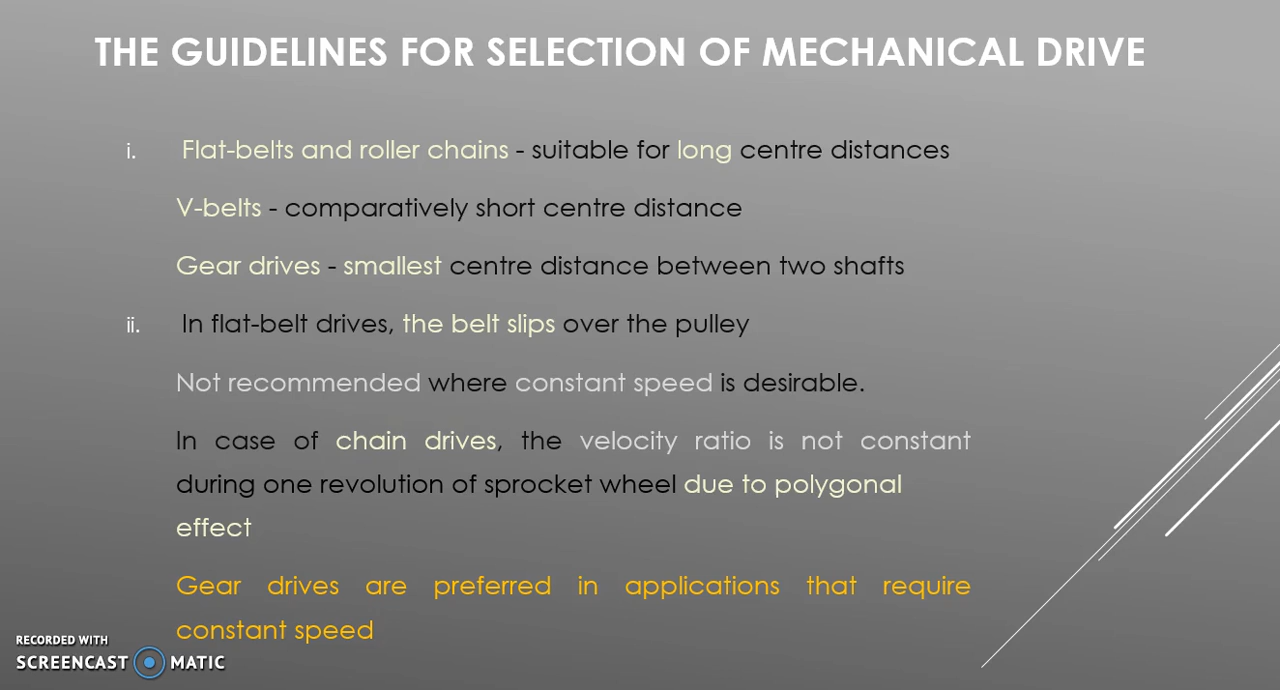 THE GUIDELINES FOR SELECTION OF MECHANICAL DRIVE
i. Flat-belts and roller chains - suitable for long centre distances
V-belts - comparatively short centre distance
Gear drives - smallest centre distance between two shafts
ii. In flat-belt drives, the belt slips over the pulley
Not recommended where constant speed is desirable.
In case of chain drives, the velocity ratio is not constant
during one revolution of sprocket wheel due to polygonal
effect
Gear drives are preferred in applications that require
constant speed
RECORDED WITH
SCREENCAST MATIC